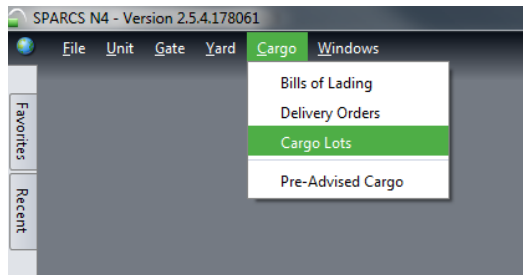 SPARCS N4 - Version 2.5.4.178061
File Unit Gate Yard Cargo Windows
Bills of Lading
Delivery Orders
Cargo Lots
Pre-Advised Cargo
Favorites
Recent